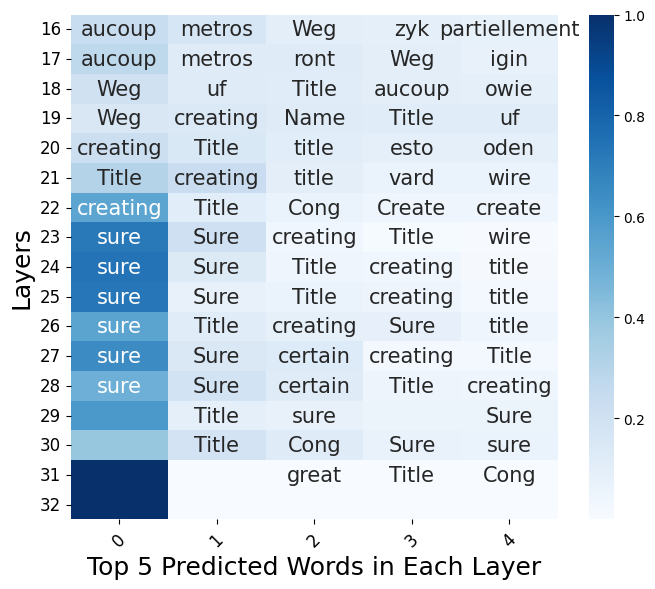 16 aucoup metros Weg zyk partiellement
17 aucoup metros ront Weg igin
18 Weg uf Title aucoup owie
19 Weg creating Name Title uf
20 creating Title title esto oden
21 Title creating title vard wire
22 creating Title Cong Create create
23 sure Sure creating Title wire
24 sure Sure Title creating title
25 sure Sure Title creating title
26 sure Title creating Sure title
27 sure Sure certain creating Title
28 sure Sure certain Title creating
29 Title sure Sure
30 Title Cong Sure sure
31 great Title Cong
32
0 1 2 3 4
Top 5 Predicted Words in Each Layer
Layers
1.0
0.8
0.6
0.4
0.2